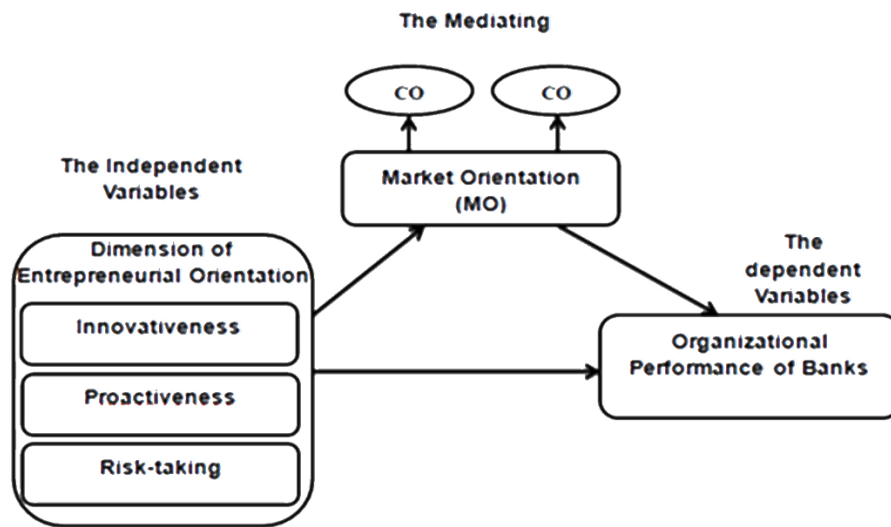 The Mediating
CO
CO
Market Orientation
(MO)
The Independent
Variables
Dimension of
Entrepreneurial Orientation
Innovativeness
Proactiveness
Risk-taking
The
dependent
Variables
Organizational
Performance of Banks